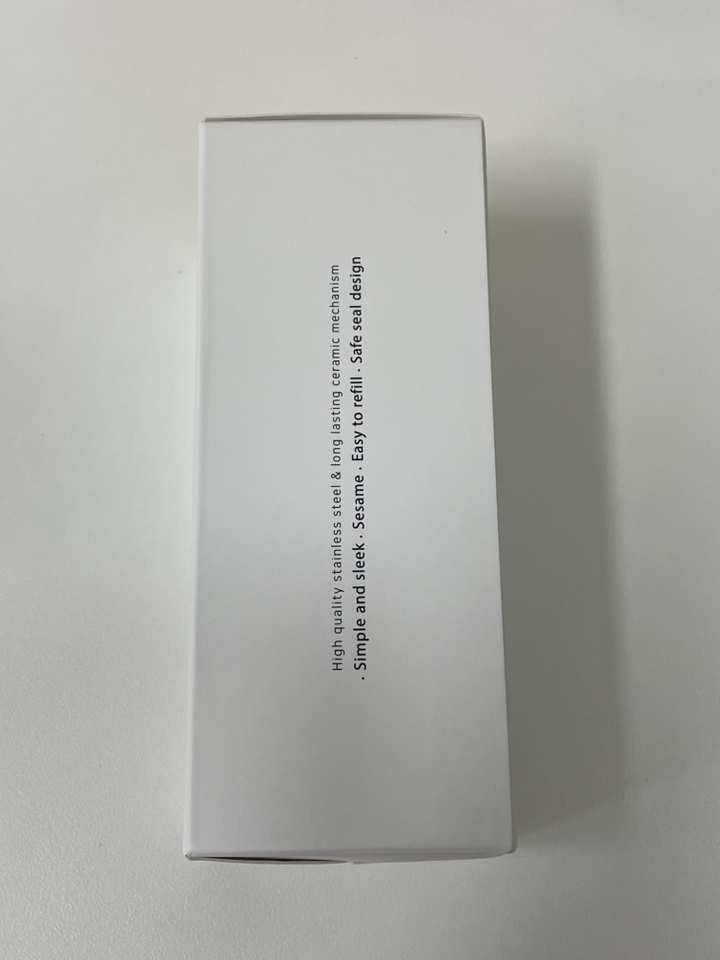 High quality stainless steel & long lasting ceramic mechanism
· Simple and sleek · Sesame · Easy to refill · Safe seal design